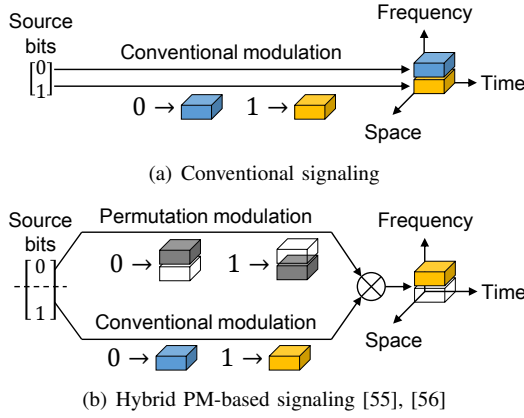 Source
bits
Conventional modulation
Frequency
[0
1]
0 → 1 →
Time
Space
(a) Conventional signaling
Source
bits
Permutation modulation
Frequency
[0
1]
0 → 1 →
Time
Conventional modulation
Space
0 → 1 →
(b) Hybrid PM-based signaling [55], [56]